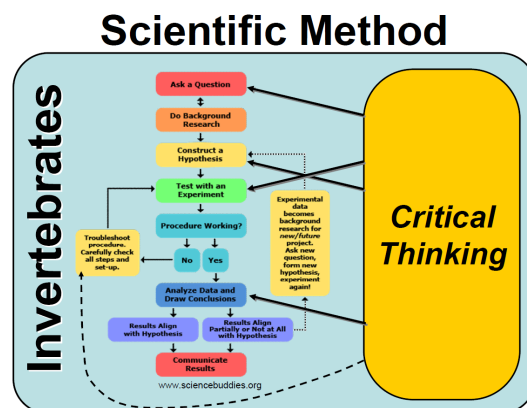 Scientific Method
Invertebrates
Ask a Question
Do Background
Research
Construct a
Hypothesis
Test with an
Experiment
Procedure Working?
No
Yes
Troubleshoot
procedure.
Carefully check
all steps and
set-up.
Experimental
data
becomes
background
research for
new/future
project.
Ask new
question,
form new
hypothesis,
experiment
again!
Analyze Data and
Draw Conclusions
Results Align
with Hypothesis
Results Align
Partially or Not at All
with Hypothesis
Communicate
Results
www.sciencebuddies.org
Critical
Thinking